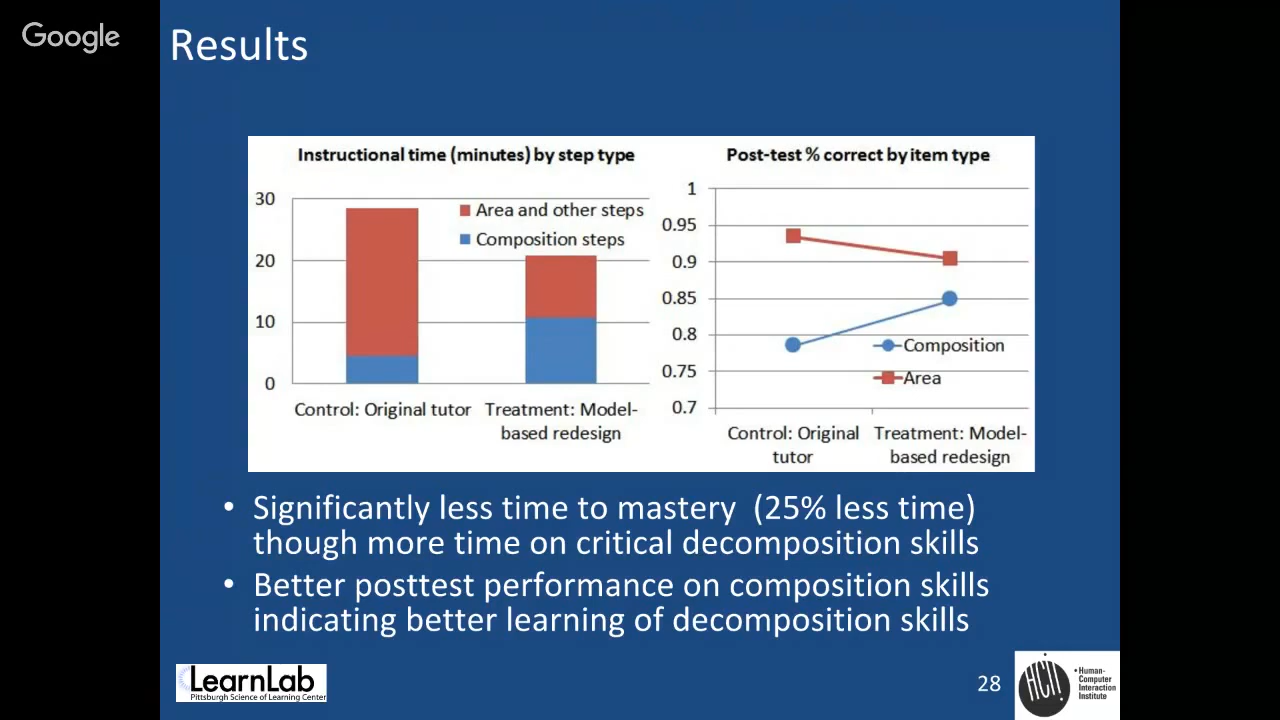 Google
Results
Instructional time (minutes) by step type
30
20
10
0
Area and other steps
Composition steps
Control: Original tutor
Treatment: Model-
based redesign
Post-test % correct by item type
1
0.95
0.9
0.85
0.8
0.75
0.7
Composition
Area
Control: Original
tutor
Treatment: Model-
based redesign
• Significantly less time to mastery (25% less time)
though more time on critical decomposition skills
• Better posttest performance on composition skills
indicating better learning of decomposition skills
LearnLab
Pittsburgh Science of Learning Center
28
HCII
• Human-
Computer
Interaction
Institute